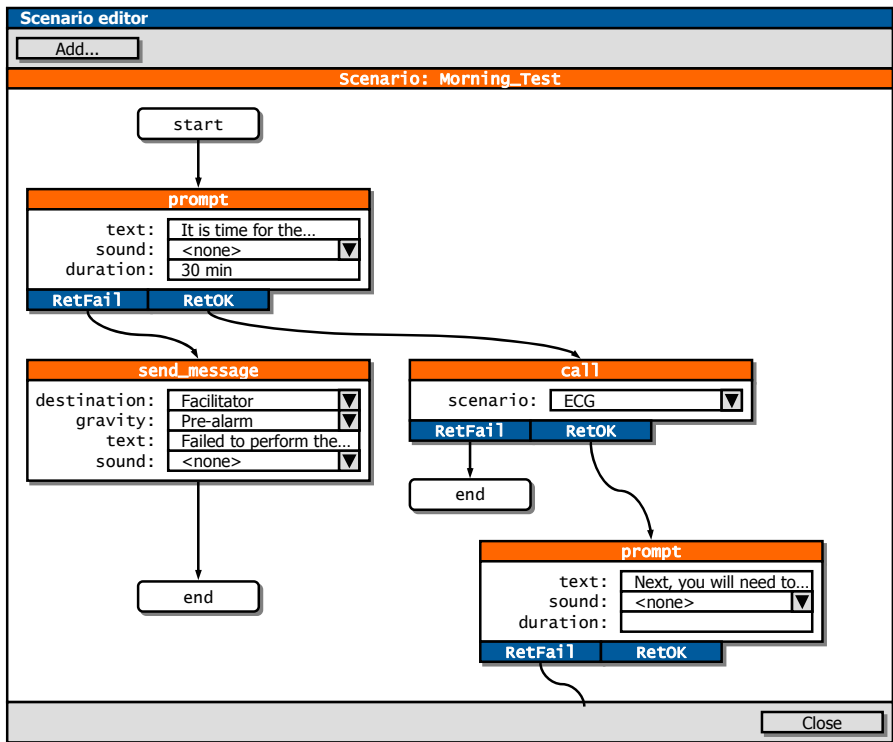 Scenario editor
Add...
Scenario: Morning_Test
start
prompt
text: It is time for the...
sound: <none>
duration: 30 min
RetFail RetOK
send_message
destination: Facilitator
gravity: Pre-alarm
text: Failed to perform the...
sound: <none>
end
call
scenario: ECG
RetFail RetOK
end
prompt
text: Next, you will need to...
sound: <none>
duration:
RetFail RetOK
Close